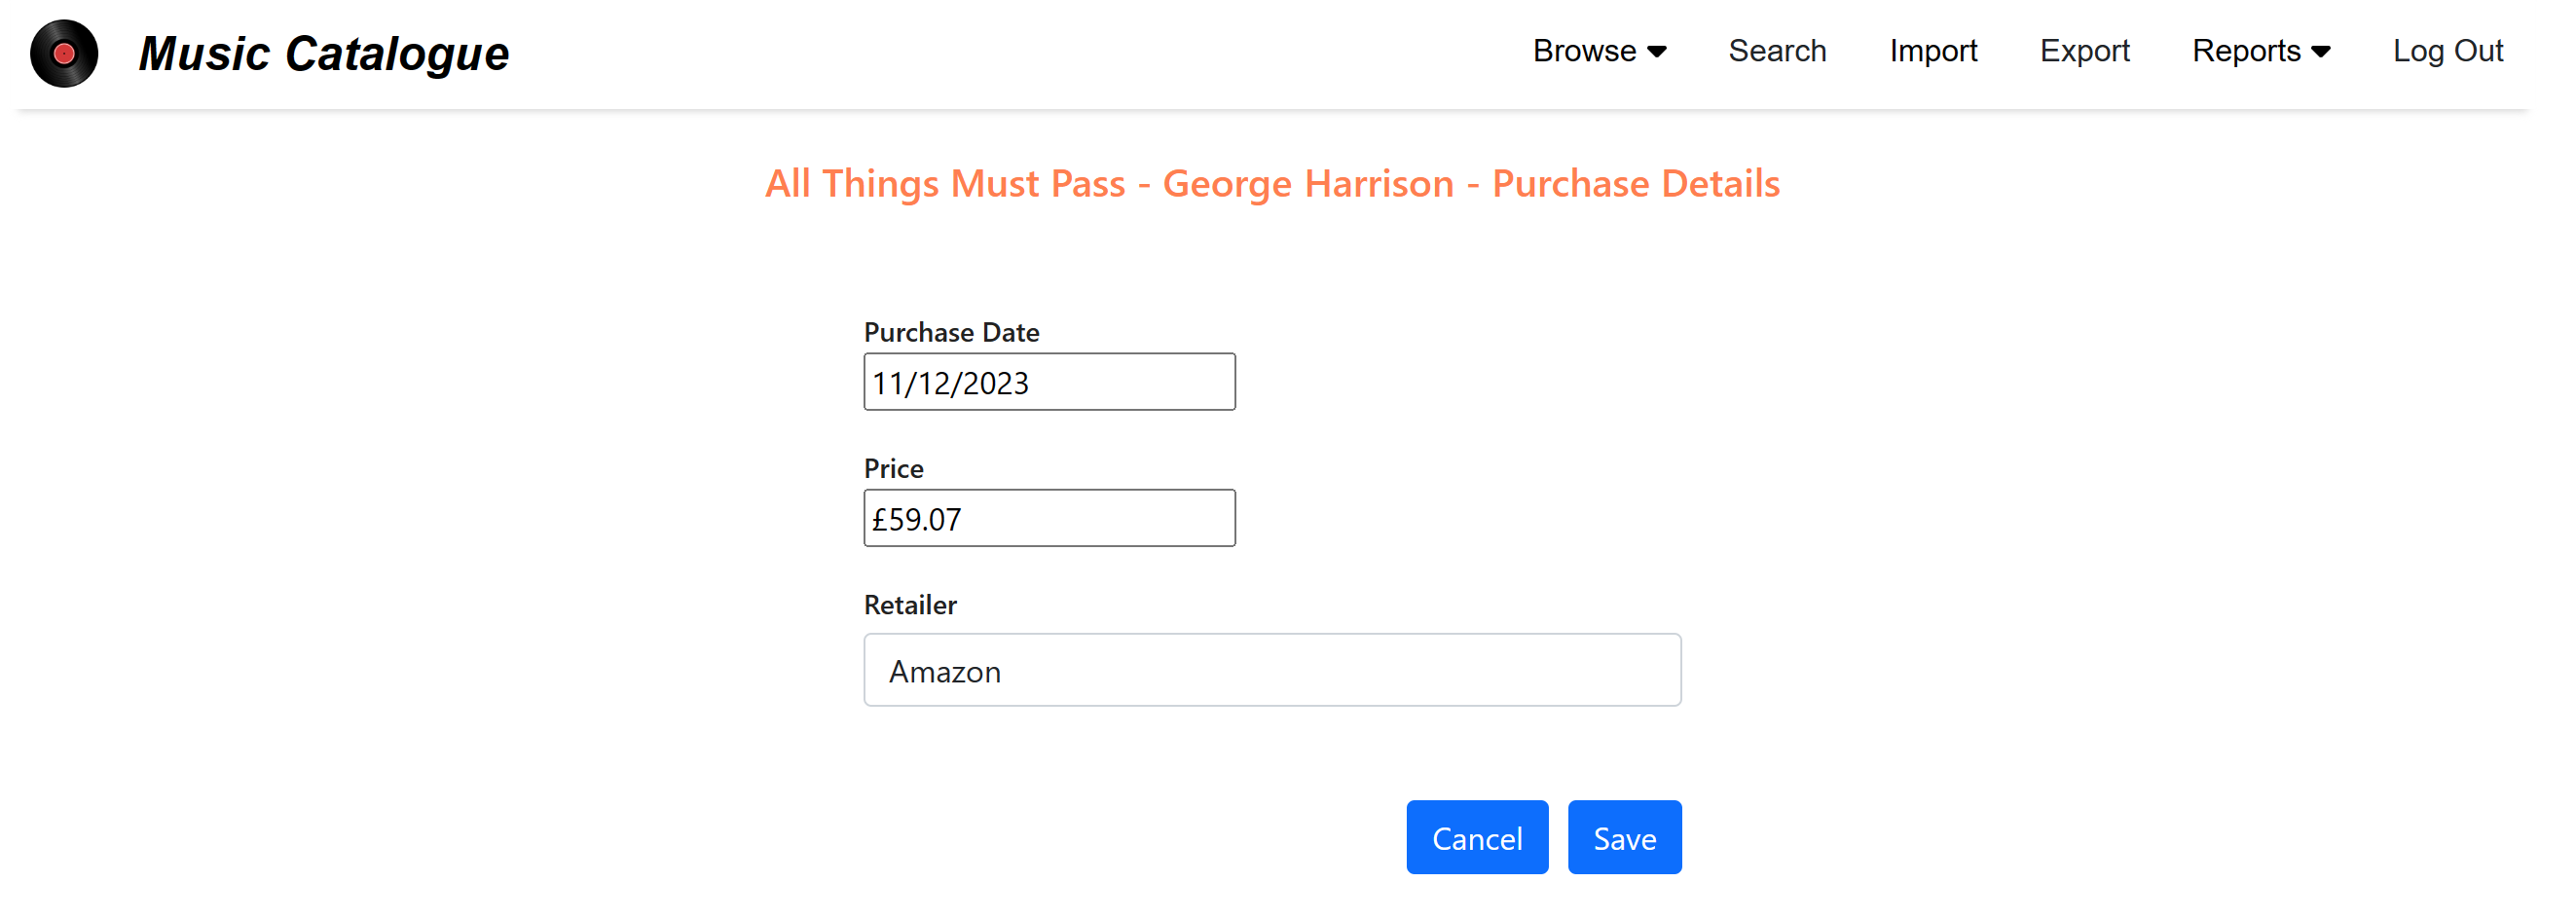 Music Catalogue
Browse Search Import Export Reports Log Out
All Things Must Pass - George Harrison - Purchase Details
Purchase Date
11/12/2023
Price
£59.07
Retailer
Amazon
Cancel Save